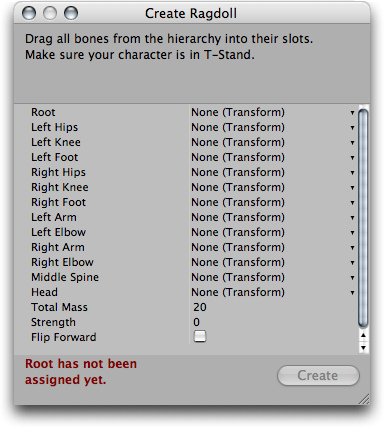 Create Ragdoll
Drag all bones from the hierarchy into their slots.
Make sure your character is in T-Stand.
Root None (Transform)
Left Hips None (Transform)
Left Knee None (Transform)
Left Foot None (Transform)
Right Hips None (Transform)
Right Knee None (Transform)
Right Foot None (Transform)
Left Arm None (Transform)
Left Elbow None (Transform)
Right Arm None (Transform)
Right Elbow None (Transform)
Middle Spine None (Transform)
Head None (Transform)
Total Mass 20
Strength 0
Flip Forward
Root has not been
assigned yet.
Create